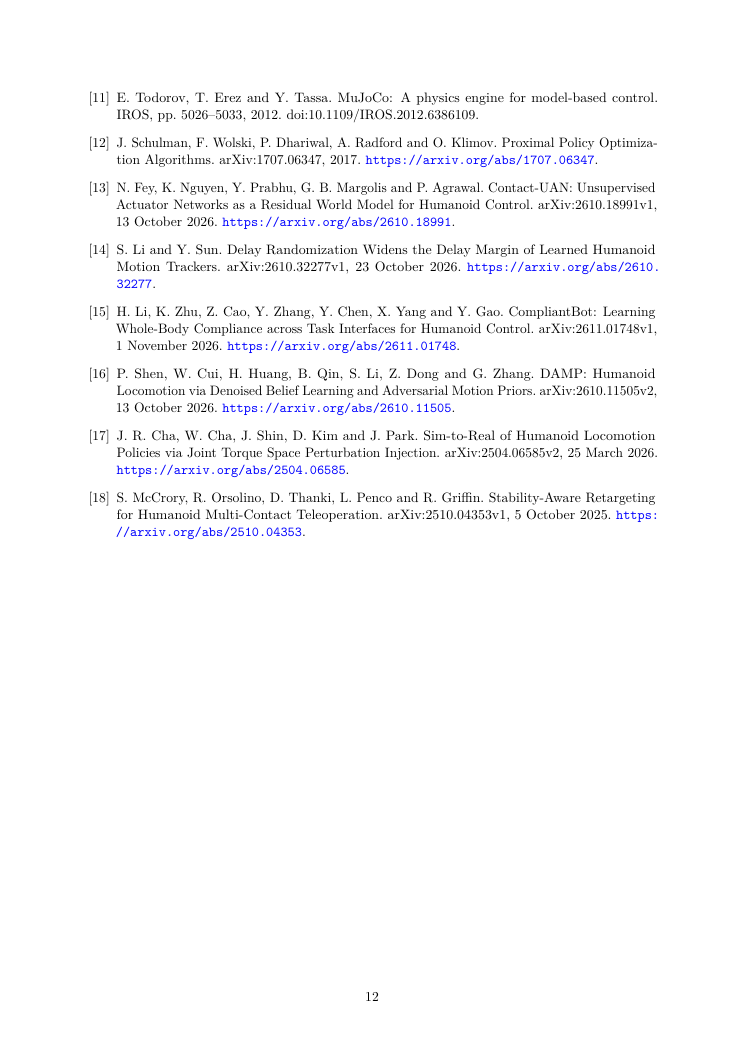 [11] E. Todorov, T. Erez and Y. Tassa. MuJoCo: A physics engine for model-based control.
IROS, pp. 5026–5033, 2012. doi:10.1109/IROS.2012.6386109.
[12] J. Schulman, F. Wolski, P. Dhariwal, A. Radford and O. Klimov. Proximal Policy Optimiza-
tion Algorithms. arXiv:1707.06347, 2017. https://arxiv.org/abs/1707.06347.
[13] N. Fey, K. Nguyen, Y. Prabhu, G. B. Margolis and P. Agrawal. Contact-UAN: Unsupervised
Actuator Networks as a Residual World Model for Humanoid Control. arXiv:2610.18991v1,
13 October 2026. https://arxiv.org/abs/2610.18991.
[14] S. Li and Y. Sun. Delay Randomization Widens the Delay Margin of Learned Humanoid
Motion Trackers. arXiv:2610.32277v1, 23 October 2026. https://arxiv.org/abs/2610.
32277.
[15] H. Li, K. Zhu, Z. Cao, Y. Zhang, Y. Chen, X. Yang and Y. Gao. CompliantBot: Learning
Whole-Body Compliance across Task Interfaces for Humanoid Control. arXiv:2611.01748v1,
1 November 2026. https://arxiv.org/abs/2611.01748.
[16] P. Shen, W. Cui, H. Huang, B. Qin, S. Li, Z. Dong and G. Zhang. DAMP: Humanoid
Locomotion via Denoised Belief Learning and Adversarial Motion Priors. arXiv:2610.11505v2,
13 October 2026. https://arxiv.org/abs/2610.11505.
[17] J. R. Cha, W. Cha, J. Shin, D. Kim and J. Park. Sim-to-Real of Humanoid Locomotion
Policies via Joint Torque Space Perturbation Injection. arXiv:2504.06585v2, 25 March 2026.
https://arxiv.org/abs/2504.06585.
[18] S. McCrory, R. Orsolino, D. Thanki, L. Penco and R. Griffin. Stability-Aware Retargeting
for Humanoid Multi-Contact Teleoperation. arXiv:2510.04353v1, 5 October 2025. https:
//arxiv.org/abs/2510.04353.
12